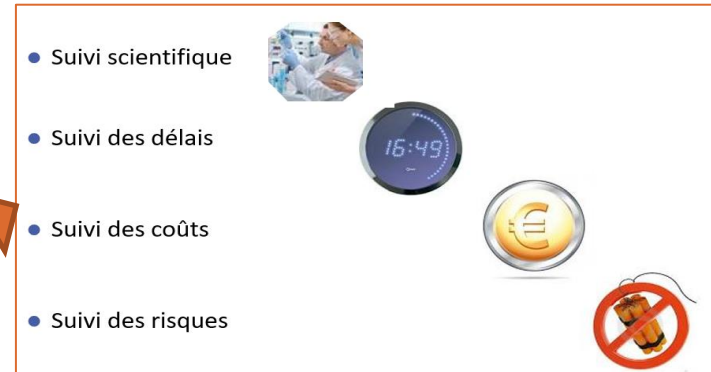 Suivi scientifique
Suivi des délais
16:49
Suivi des coûts
€
Suivi des risques